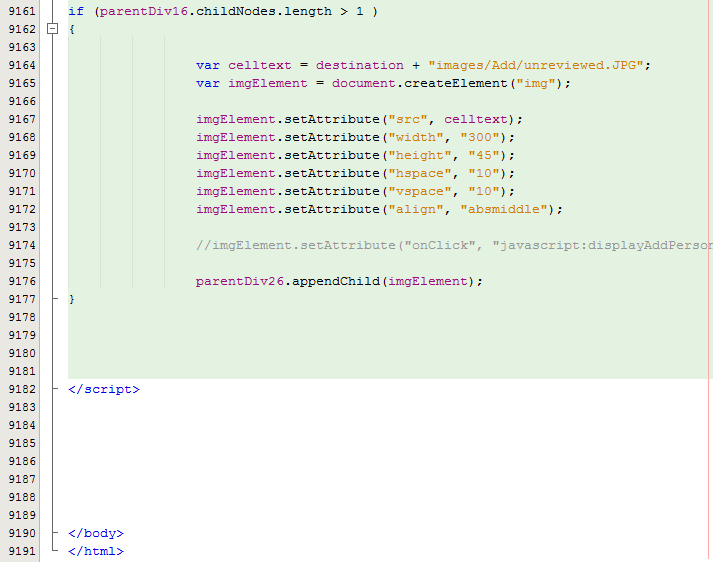 9161 if (parentDiv16.childNodes.length > 1 )
9162 {
9163
9164 var celltext = destination + "images/Add/unreviewed.JPG";
9165 var imgElement = document.createElement("img");
9166
9167 imgElement.setAttribute("src", celltext);
9168 imgElement.setAttribute("width", "300");
9169 imgElement.setAttribute("height", "45");
9170 imgElement.setAttribute("hspace", "10");
9171 imgElement.setAttribute("vspace", "10");
9172 imgElement.setAttribute("align", "absmiddle");
9173
9174 //imgElement.setAttribute("onClick", "javascript:displayAddPerson
9175
9176 parentDiv26.appendChild(imgElement);
9177 }
9178
9179
9180
9181
9182 </script>
9183
9184
9185
9186
9187
9188
9189
9190 </body>
9191 </html>